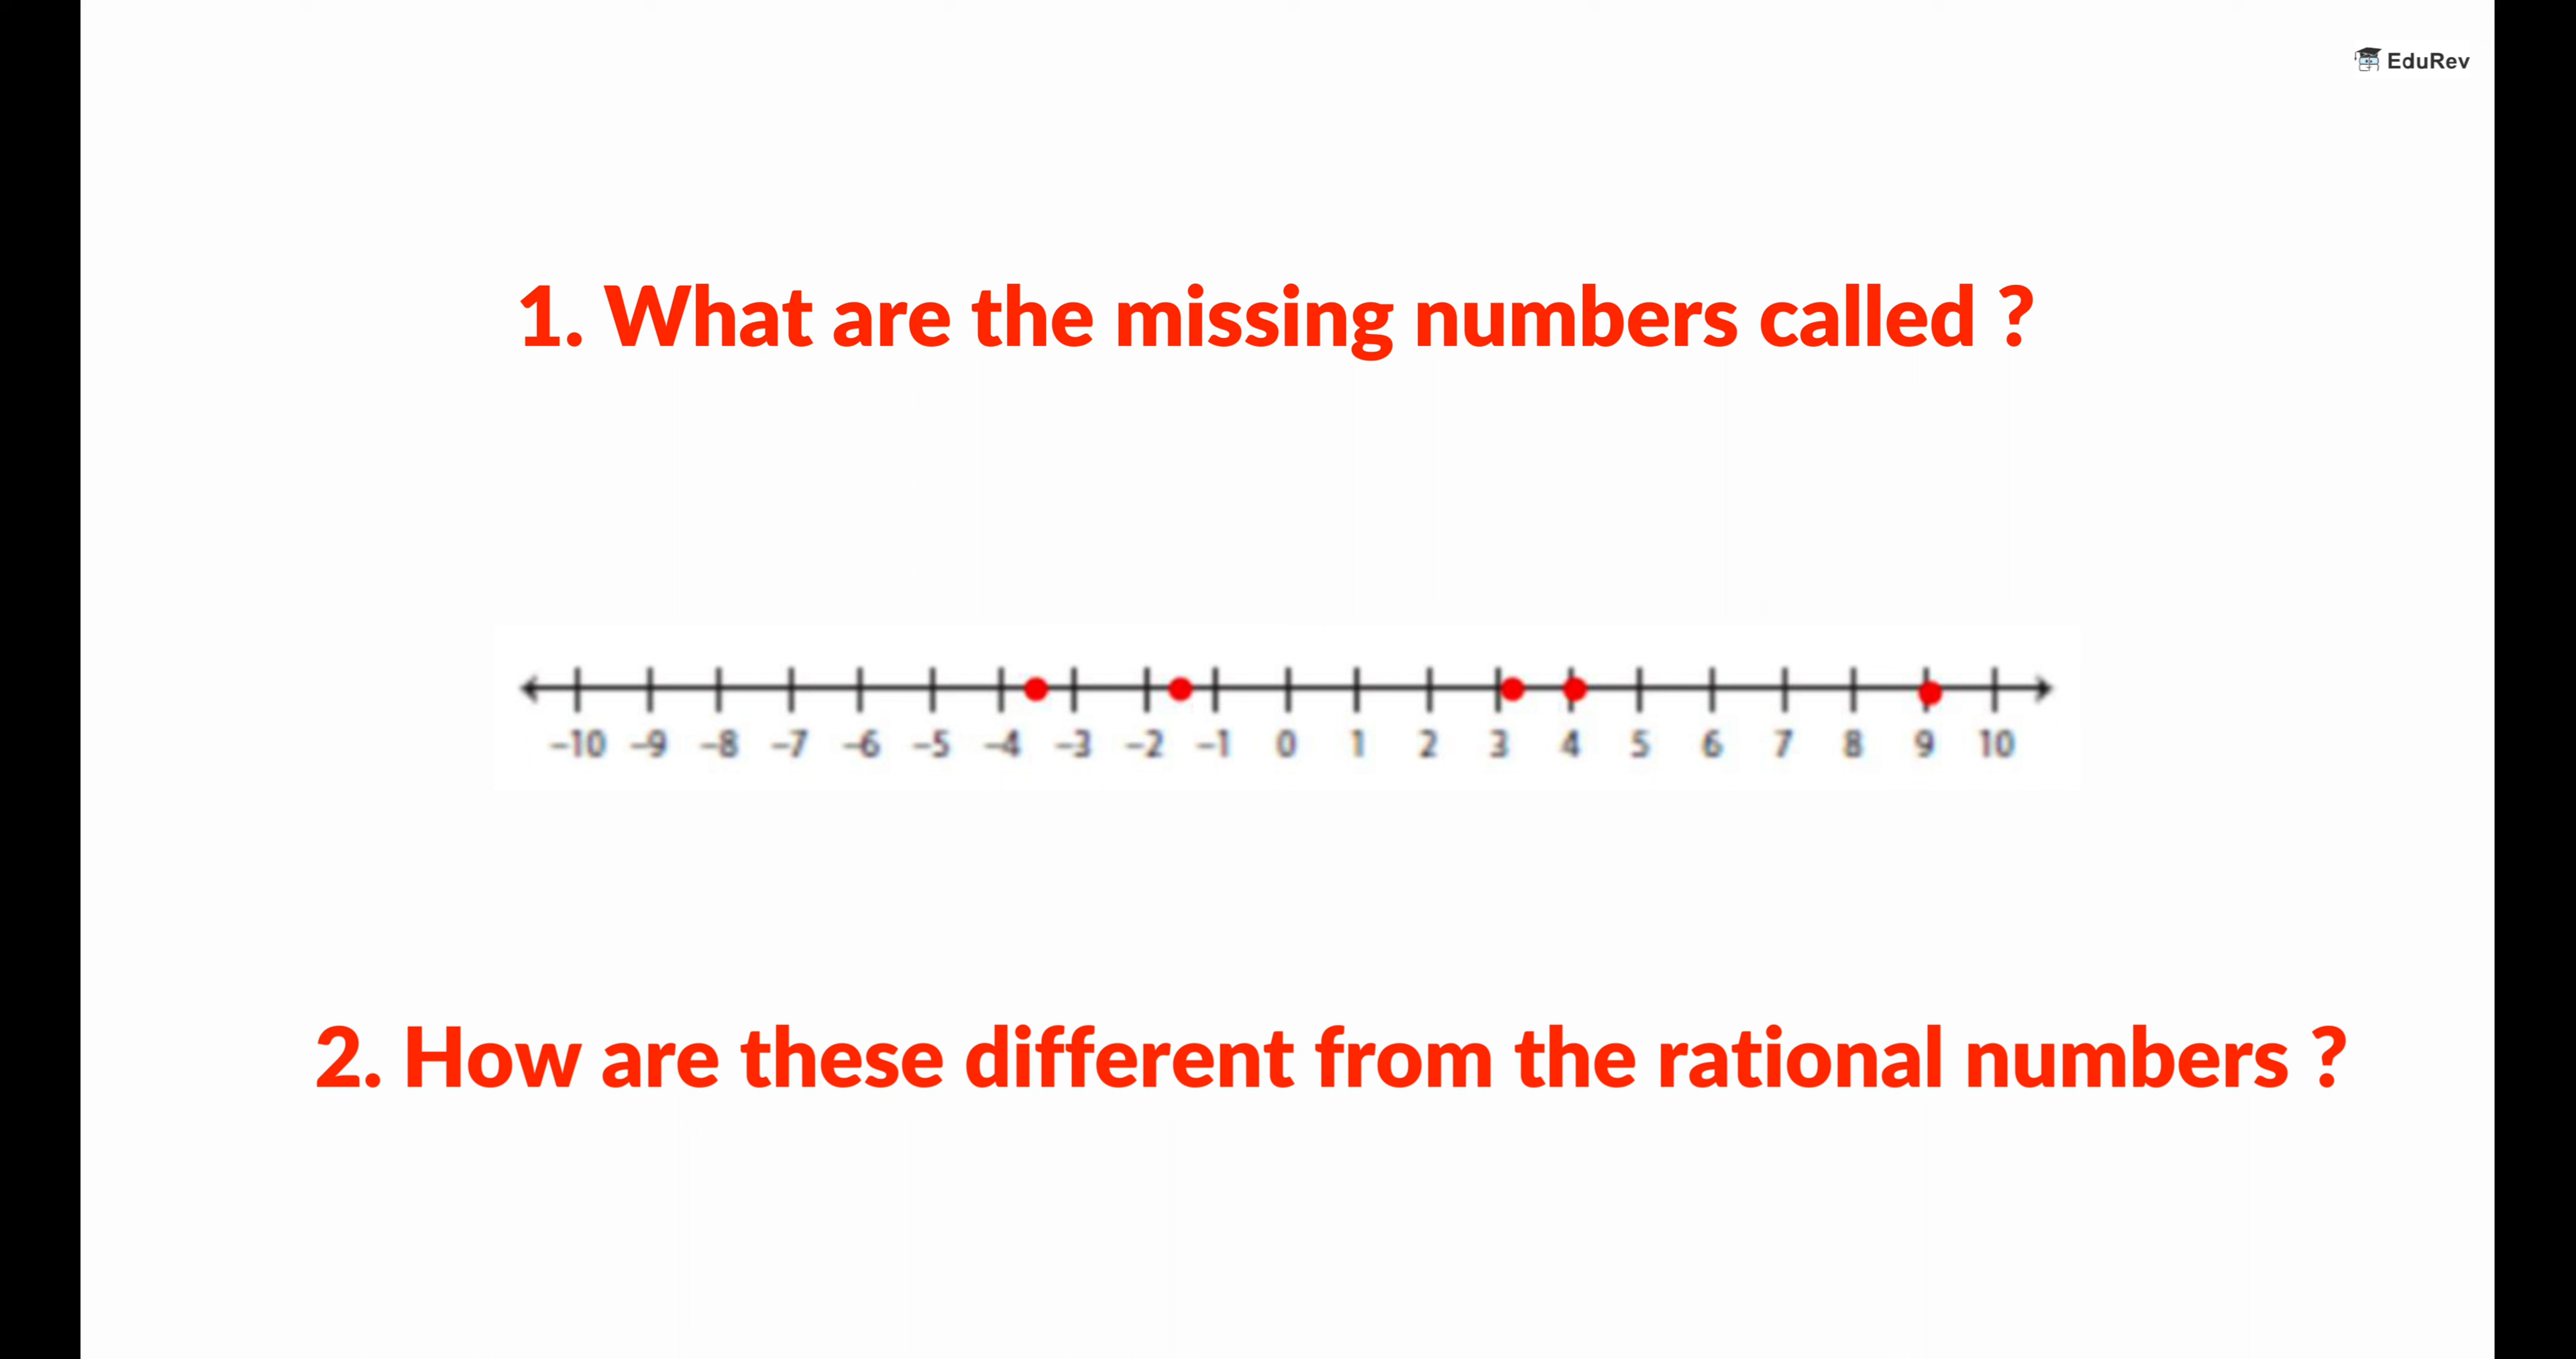 EduRev
1. What are the missing numbers called ?
–10 –9 –8 –7 –6 –5 –4 –3 –2 –1 0 1 2 3 4 5 6 7 8 9 10
2. How are these different from the rational numbers ?